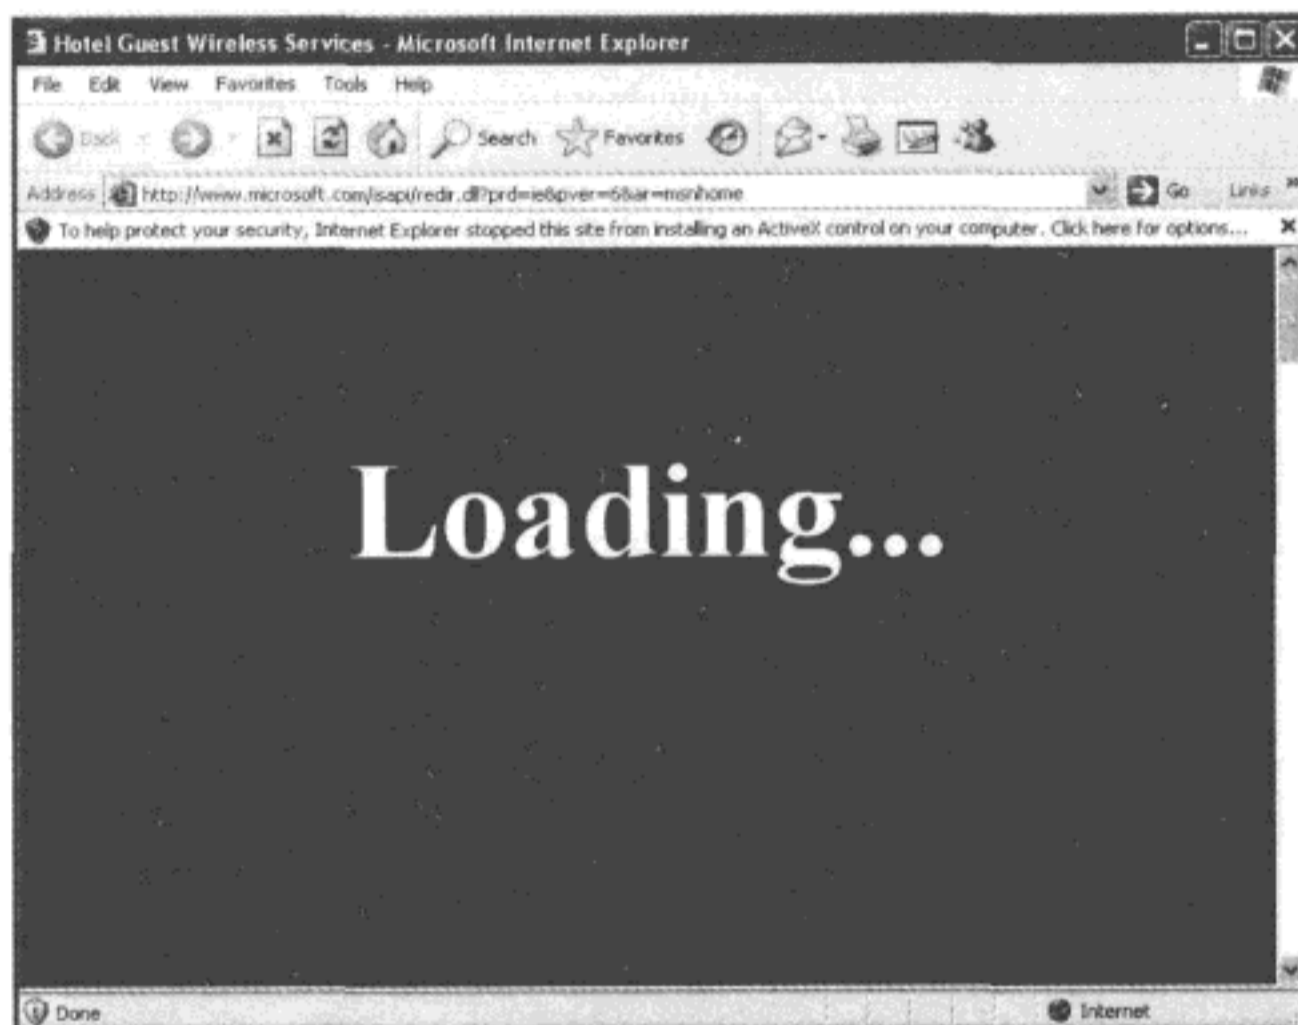 Hotel Guest Wireless Services - Microsoft Internet Explorer
File Edit View Favorites Tools Help
Back Search Favorites
Address http://www.microsoft.com/isapi/redir.dll?prd=ie&pver=6&ar=msnhome Go Links »
To help protect your security, Internet Explorer stopped this site from installing an ActiveX control on your computer. Click here for options...
Loading...
Done Internet